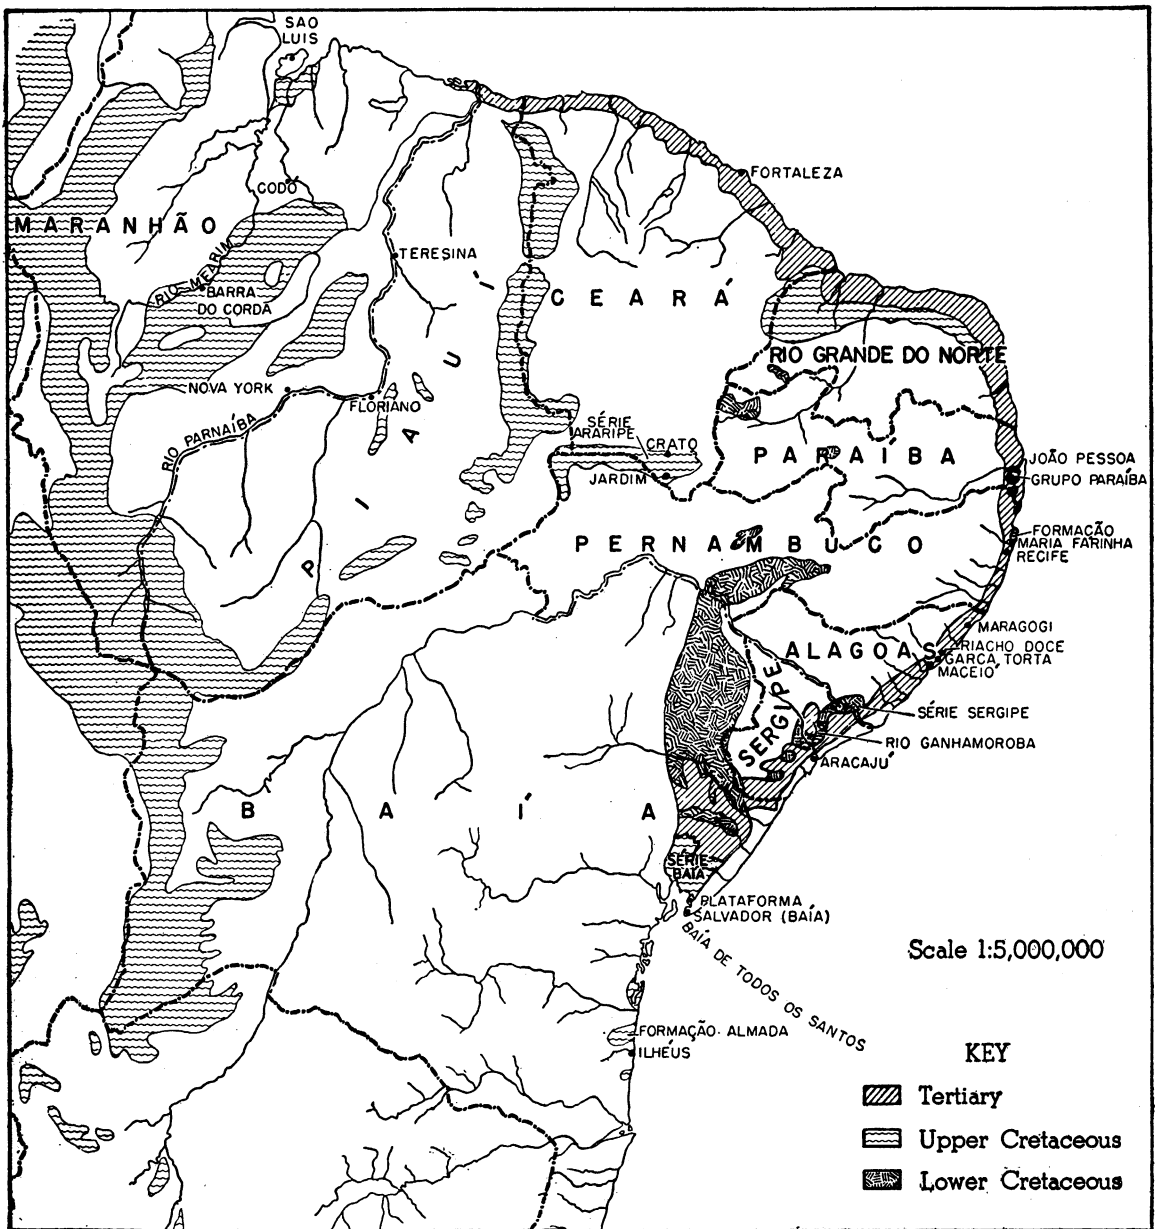 SAO
LUIS
FORTALEZA
CODÓ
MARANHÃO
TERESINA
RIO MEARIM
BARRA
DO CORDA
CEARÁ
PIAUÍ
RIO GRANDE DO NORTE
NOVA YORK
FLORIANO
RIO PARNAÍBA
SÉRIE
ARARIPE
CRATO
JARDIM
PARAÍBA
JOÃO PESSOA
GRUPO PARAÍBA
PERNAMBUCO
FORMAÇÃO
MARIA FARINHA
RECIFE
MARAGOGI
ALAGOAS
RIACHO DOCE
GARÇA TORTA
MACEIÓ
SERGIPE
SÉRIE SERGIPE
RIO GANHAMOROBA
ARACAJÚ
BAÍA
SÉRIE
BAÍA
PLATAFORMA
SALVADOR (BAÍA)
BAÍA DE TODOS OS SANTOS
Scale 1:5,000,000
FORMAÇÃO ALMADA
ILHÉUS
KEY
Tertiary
Upper Cretaceous
Lower Cretaceous